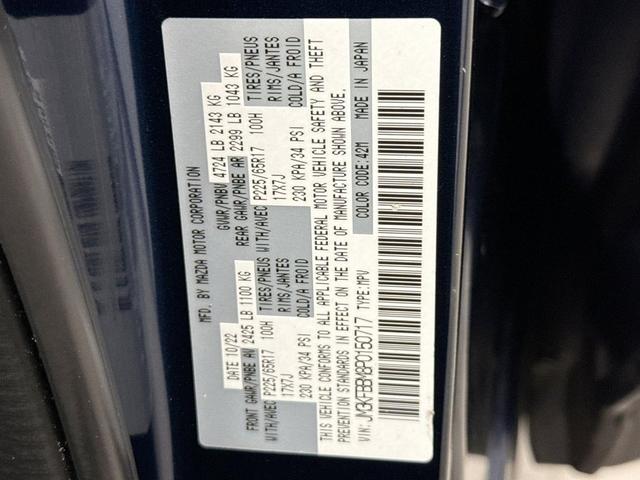 MFD. BY MAZDA MOTOR CORPORATION
DATE 10/22 GVWR/PNBV 4724 LB 2143 KG
FRONT GAWR/PNBE AV 2425 LB 1100 KG REAR GAWR/PNBE AR 2299 LB 1043 KG
WITH/AVEC P225/65R17 100H TIRES/PNEUS WITH/AVEC P225/65R17 100H TIRES/PNEUS
17X7J RIMS/JANTES 17X7J RIMS/JANTES
230 KPA/34 PSI COLD/A FROID 230 KPA/34 PSI COLD/A FROID
THIS VEHICLE CONFORMS TO ALL APPLICABLE FEDERAL MOTOR VEHICLE SAFETY AND THEFT
PREVENTION STANDARDS IN EFFECT ON THE DATE OF MANUFACTURE SHOWN ABOVE.
VIN: TYPE:MPV COLOR CODE:42M MADE IN JAPAN